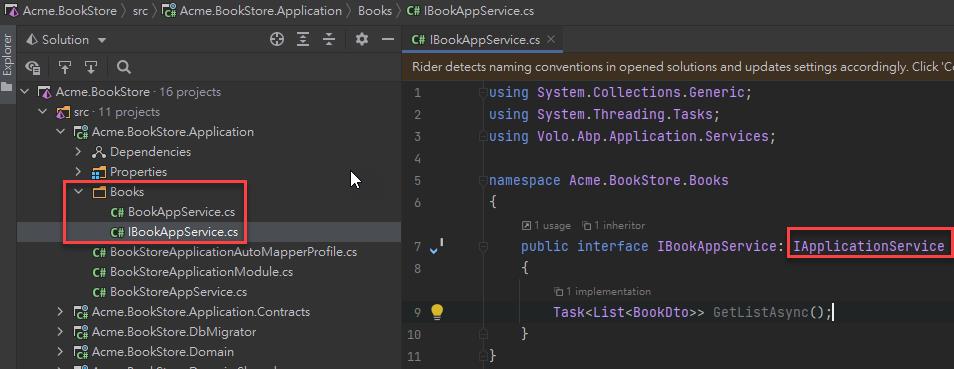 Acme.BookStore > src > C# Acme.BookStore.Application > Books > C# IBookAppService.cs
Explorer
Solution
C# IBookAppService.cs ×
Rider detects naming conventions in opened solutions and updates settings accordingly. Click 'Co
Acme.BookStore · 16 projects
src · 11 projects
C# Acme.BookStore.Application
Dependencies
C# Properties
Books
C# BookAppService.cs
C# IBookAppService.cs
C# BookStoreApplicationAutoMapperProfile.cs
C# BookStoreApplicationModule.cs
C# BookStoreAppService.cs
C# Acme.BookStore.Application.Contracts
C# Acme.BookStore.DbMigrator
C# Acme.BookStore.Domain
1 using System.Collections.Generic;
2 using System.Threading.Tasks;
3 using Volo.Abp.Application.Services;
4
5 namespace Acme.BookStore.Books
6 {
1 usage 1 inheritor
7 public interface IBookAppService: IApplicationService
8 {
1 implementation
9 Task<List<BookDto>> GetListAsync();
10 }
11 }